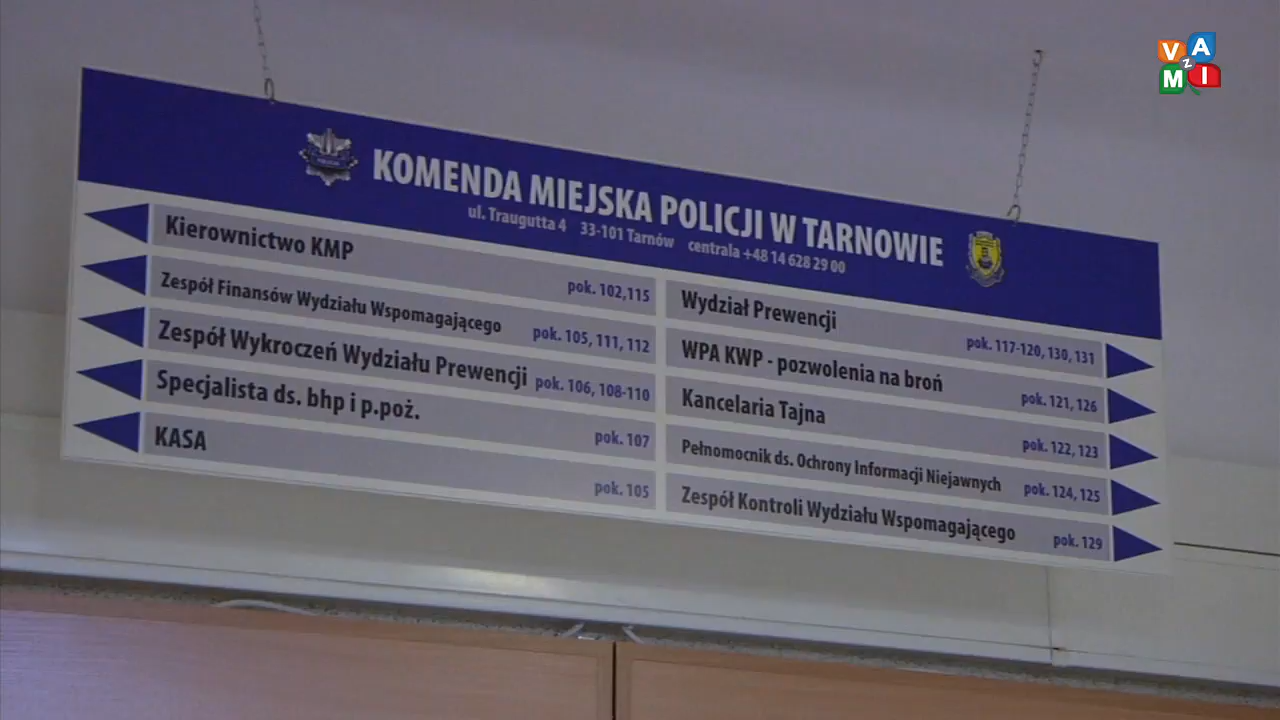 V A
z
M I
KOMENDA MIEJSKA POLICJI W TARNOWIE
ul. Traugutta 4 33-101 Tarnów centrala +48 14 628 29 00
Kierownictwo KMP pok. 102,115
Zespół Finansów Wydziału Wspomagającego pok. 105, 111, 112
Zespół Wykroczeń Wydziału Prewencji pok. 106, 108-110
Specjalista ds. bhp i p.poż. pok. 107
KASA pok. 105
Wydział Prewencji pok. 117-120, 130, 131
WPA KWP - pozwolenia na broń pok. 121, 126
Kancelaria Tajna pok. 122, 123
Pełnomocnik ds. Ochrony Informacji Niejawnych pok. 124, 125
Zespół Kontroli Wydziału Wspomagającego pok. 129